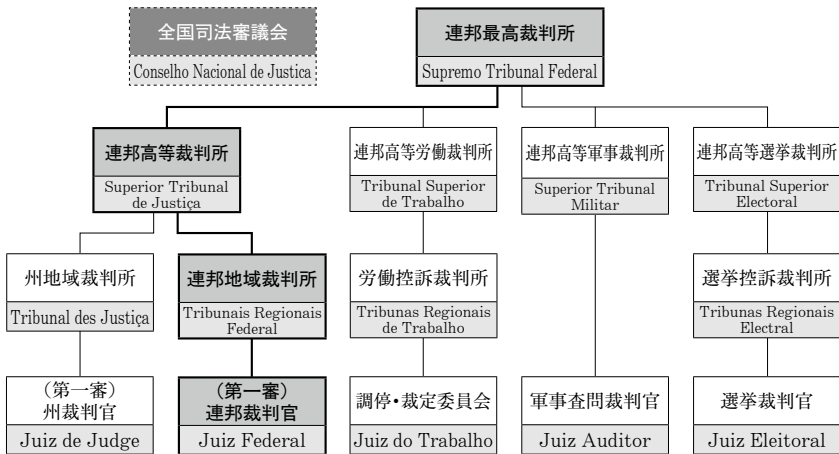 全国司法審議会
Conselho Nacional de Justica
連邦最高裁判所
Supremo Tribunal Federal
連邦高等裁判所
Superior Tribunal
de Justiça
連邦高等労働裁判所
Tribunal Superior
de Trabalho
連邦高等軍事裁判所
Superior Tribunal
Militar
連邦高等選挙裁判所
Tribunal Superior
Electoral
州地域裁判所
Tribunal des Justiça
連邦地域裁判所
Tribunais Regionais
Federal
労働控訴裁判所
Tribunas Regionais
de Trabalho
選挙控訴裁判所
Tribunas Regionais
Electral
(第一審)
州裁判官
Juiz de Judge
(第一審)
連邦裁判官
Juiz Federal
調停・裁定委員会
Juiz do Trabalho
軍事査問裁判官
Juiz Auditor
選挙裁判官
Juiz Eleitoral